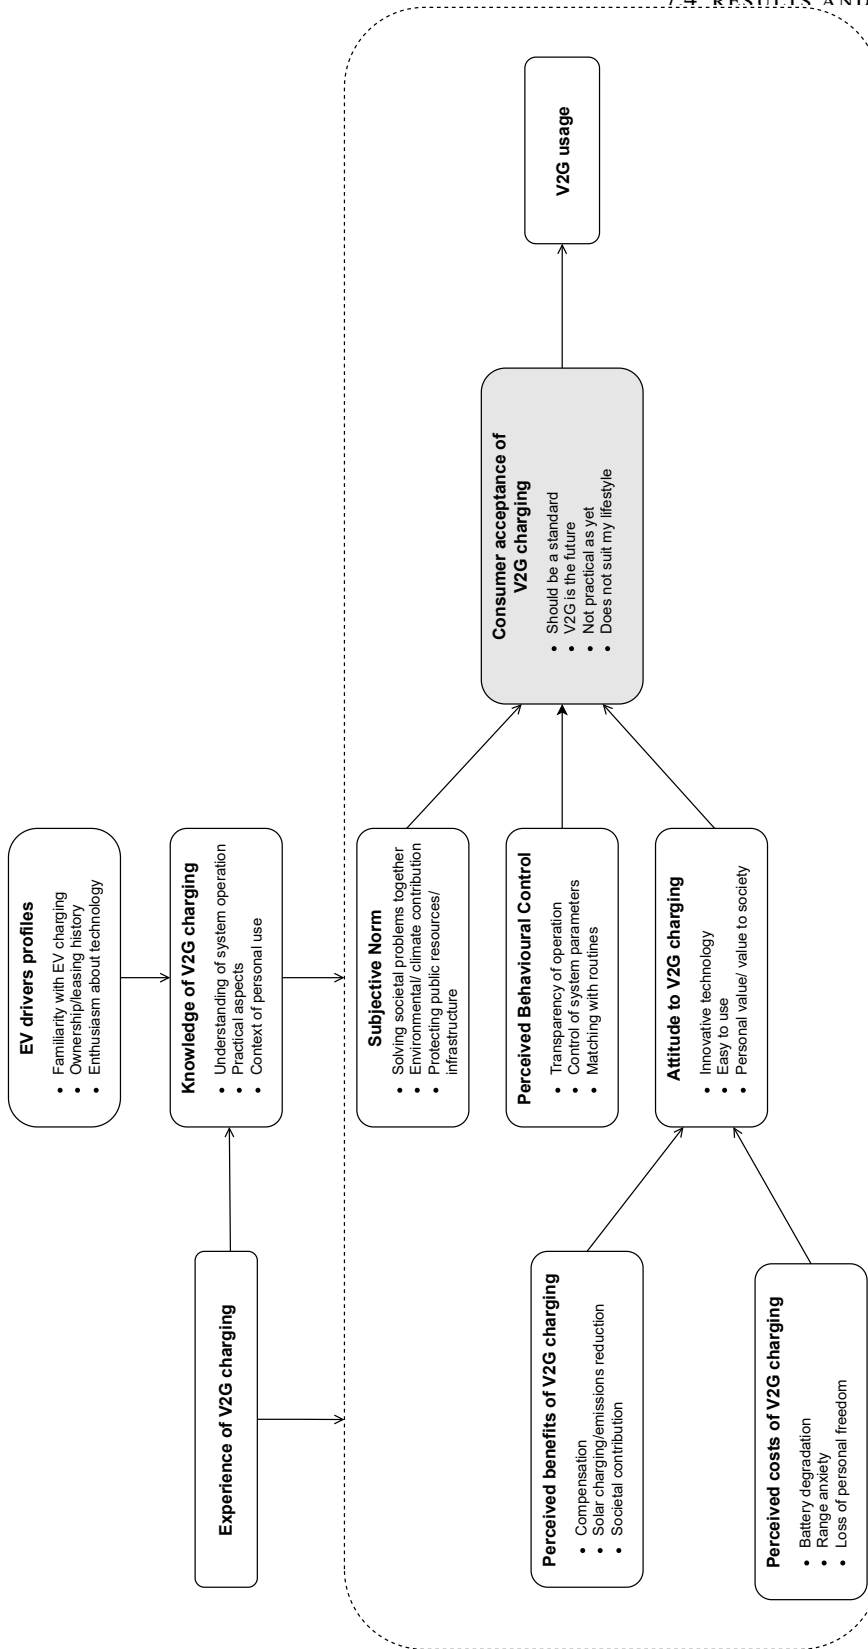 7.4. RESULTS AND
EV drivers profiles
• Familiarity with EV charging
• Ownership/leasing history
• Enthusiasm about technology
Experience of V2G charging
Knowledge of V2G charging
• Understanding of system operation
• Practical aspects
• Context of personal use
Subjective Norm
• Solving societal problems together
• Environmental/ climate contribution
• Protecting public resources/
infrastructure
Perceived benefits of V2G charging
• Compensation
• Solar charging/emissions reduction
• Societal contribution
Perceived Behavioural Control
• Transparency of operation
• Control of system parameters
• Matching with routines
Consumer acceptance of
V2G charging
• Should be a standard
• V2G is the future
• Not practical as yet
• Does not suit my lifestyle
V2G usage
Perceived costs of V2G charging
• Battery degradation
• Range anxiety
• Loss of personal freedom
Attitude to V2G charging
• Innovative technology
• Easy to use
• Personal value/ value to society